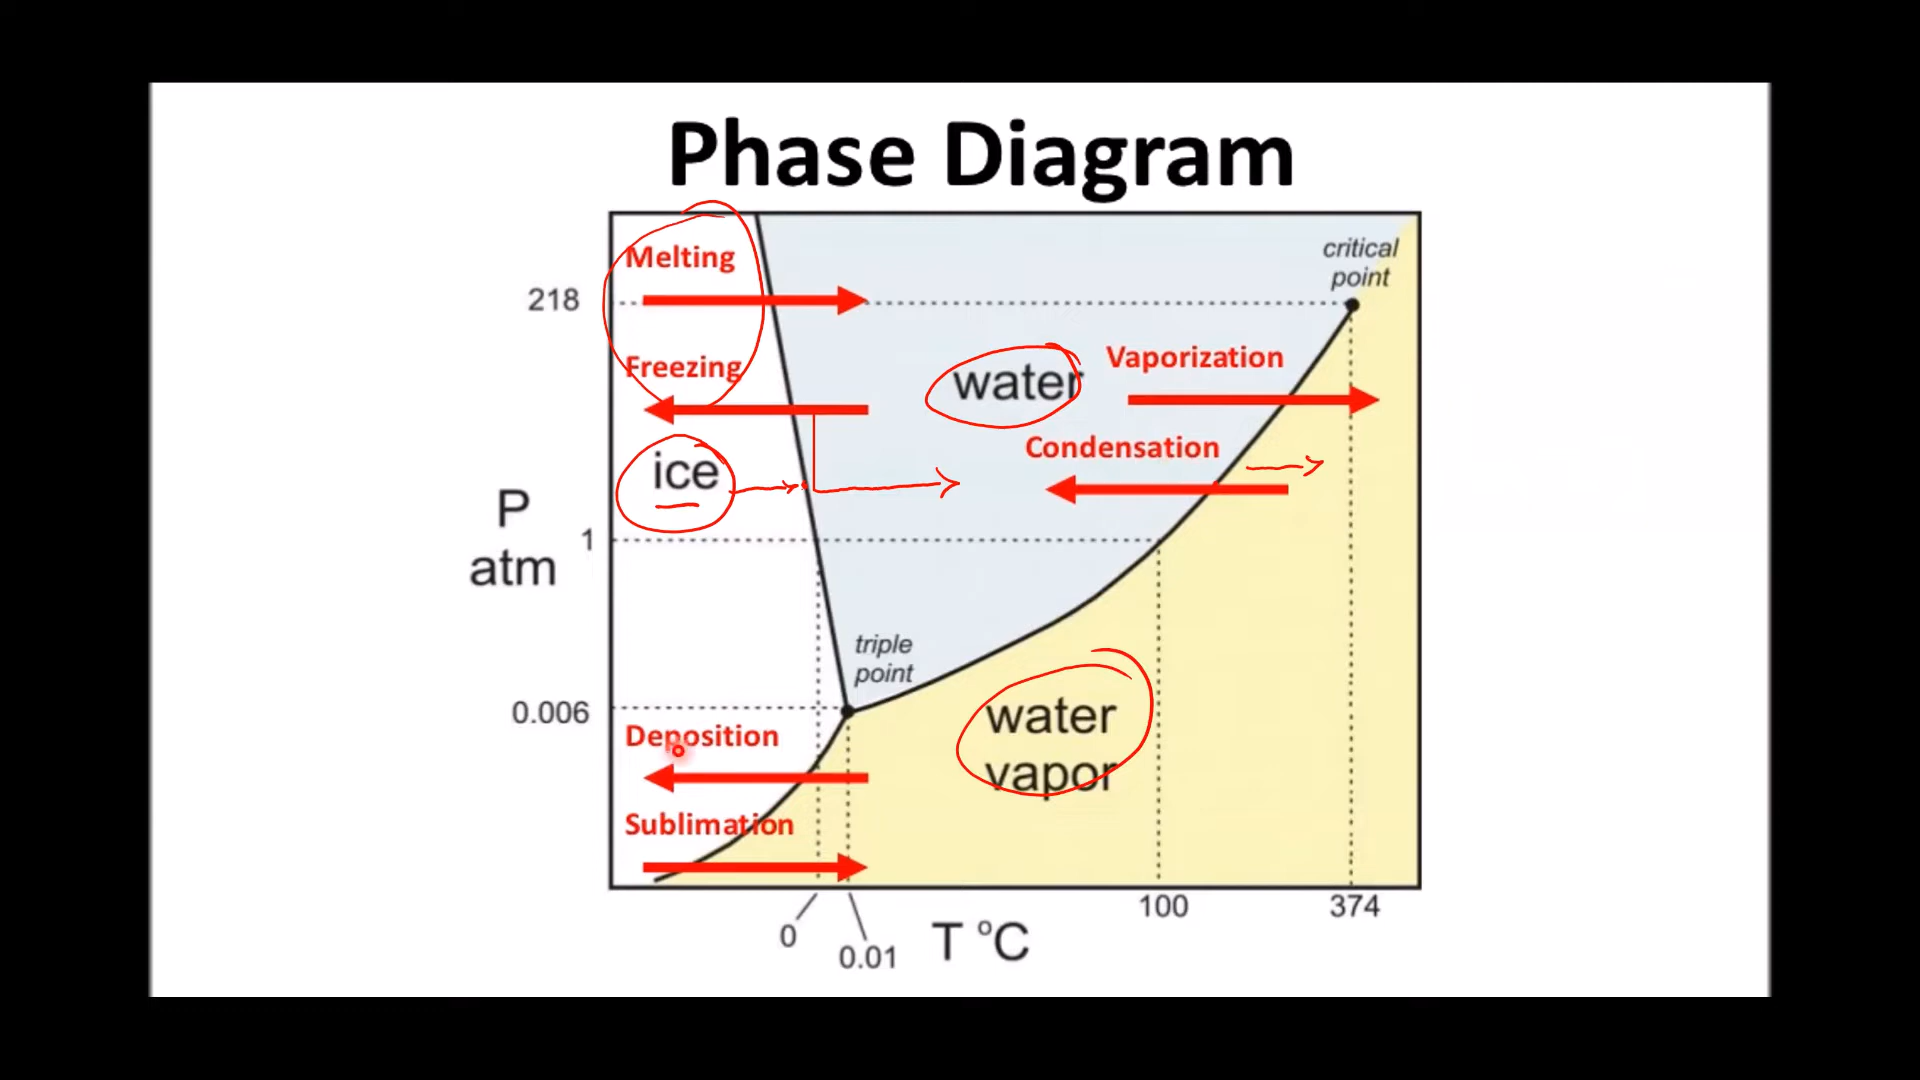 Phase Diagram
Melting
critical
point
218
Vaporization
Freezing
water
Condensation
ice
P
atm
1
triple
point
0.006
Deposition
water
vapor
Sublimation
0
0.01
T °C
100
374